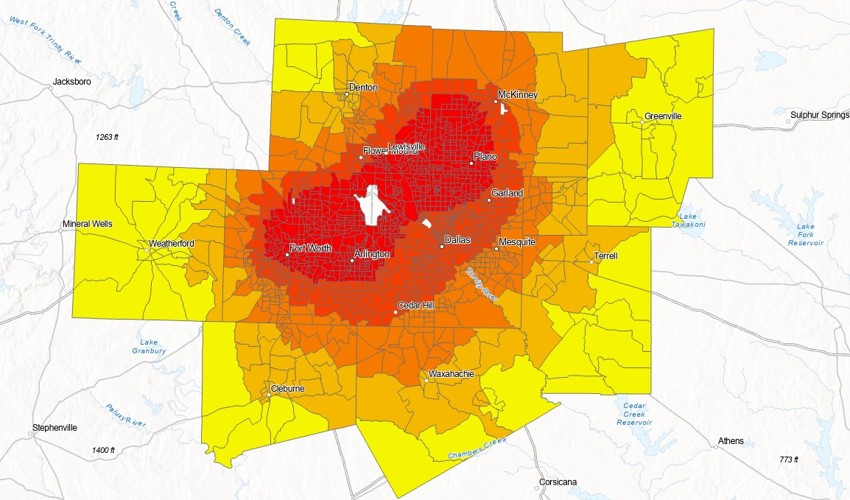 West Fork Trinity River
Creek
Denton Creek
Jacksboro
Denton
McKinney
Greenville
Sulphur Springs
1263 ft
Flower Mound
Lewisville
Plano
Garland
Mineral Wells
Weatherford
Lake
Tawakoni
Lake
Fork
Reservoir
Fort Worth
Arlington
Dallas
Mesquite
Terrell
Trinity River
Cedar Hill
Lake
Granbury
Waxahachie
Cleburne
Paluxy River
Cedar
Creek
Reservoir
Stephenville
1400 ft
Chambers Creek
Athens
773 ft
Corsicana